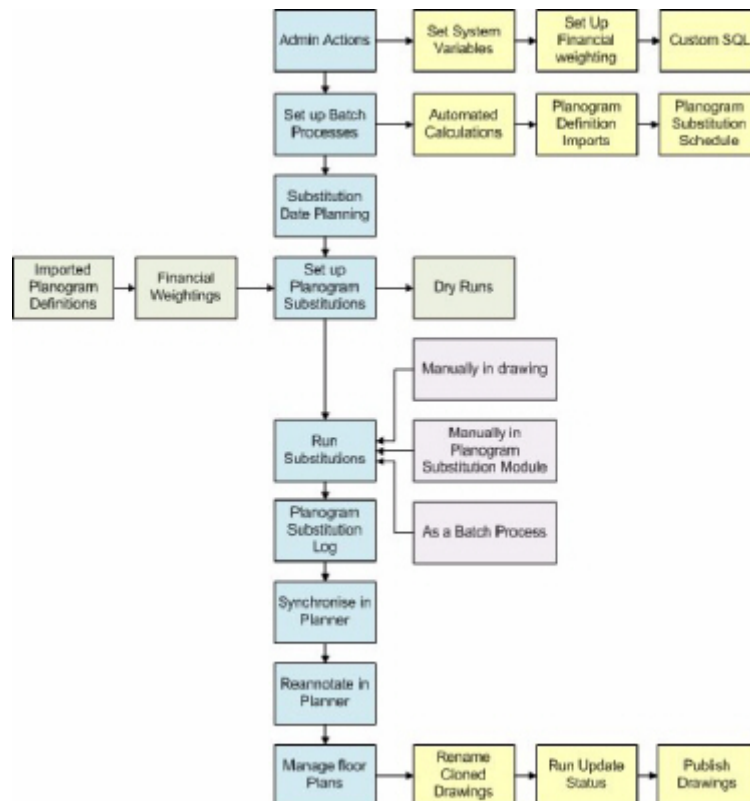 Admin Actions
Set System
Variables
Set Up
Financial
weighting
Custom SQL
Set up Batch
Processes
Automated
Calculations
Planogram
Definition
Imports
Planogram
Substitution
Schedule
Substitution
Date Planning
Imported
Planogram
Definitions
Financial
Weightings
Set up
Planogram
Substitutions
Dry Runs
Manually in drawing
Run
Substitutions
Manually in
Planogram
Substitution Module
As a Batch Process
Planogram
Substitution
Log
Synchronise in
Planner
Reannotate in
Planner
Manage floor
Plans
Rename
Cloned
Drawings
Run Update
Status
Publish
Drawings